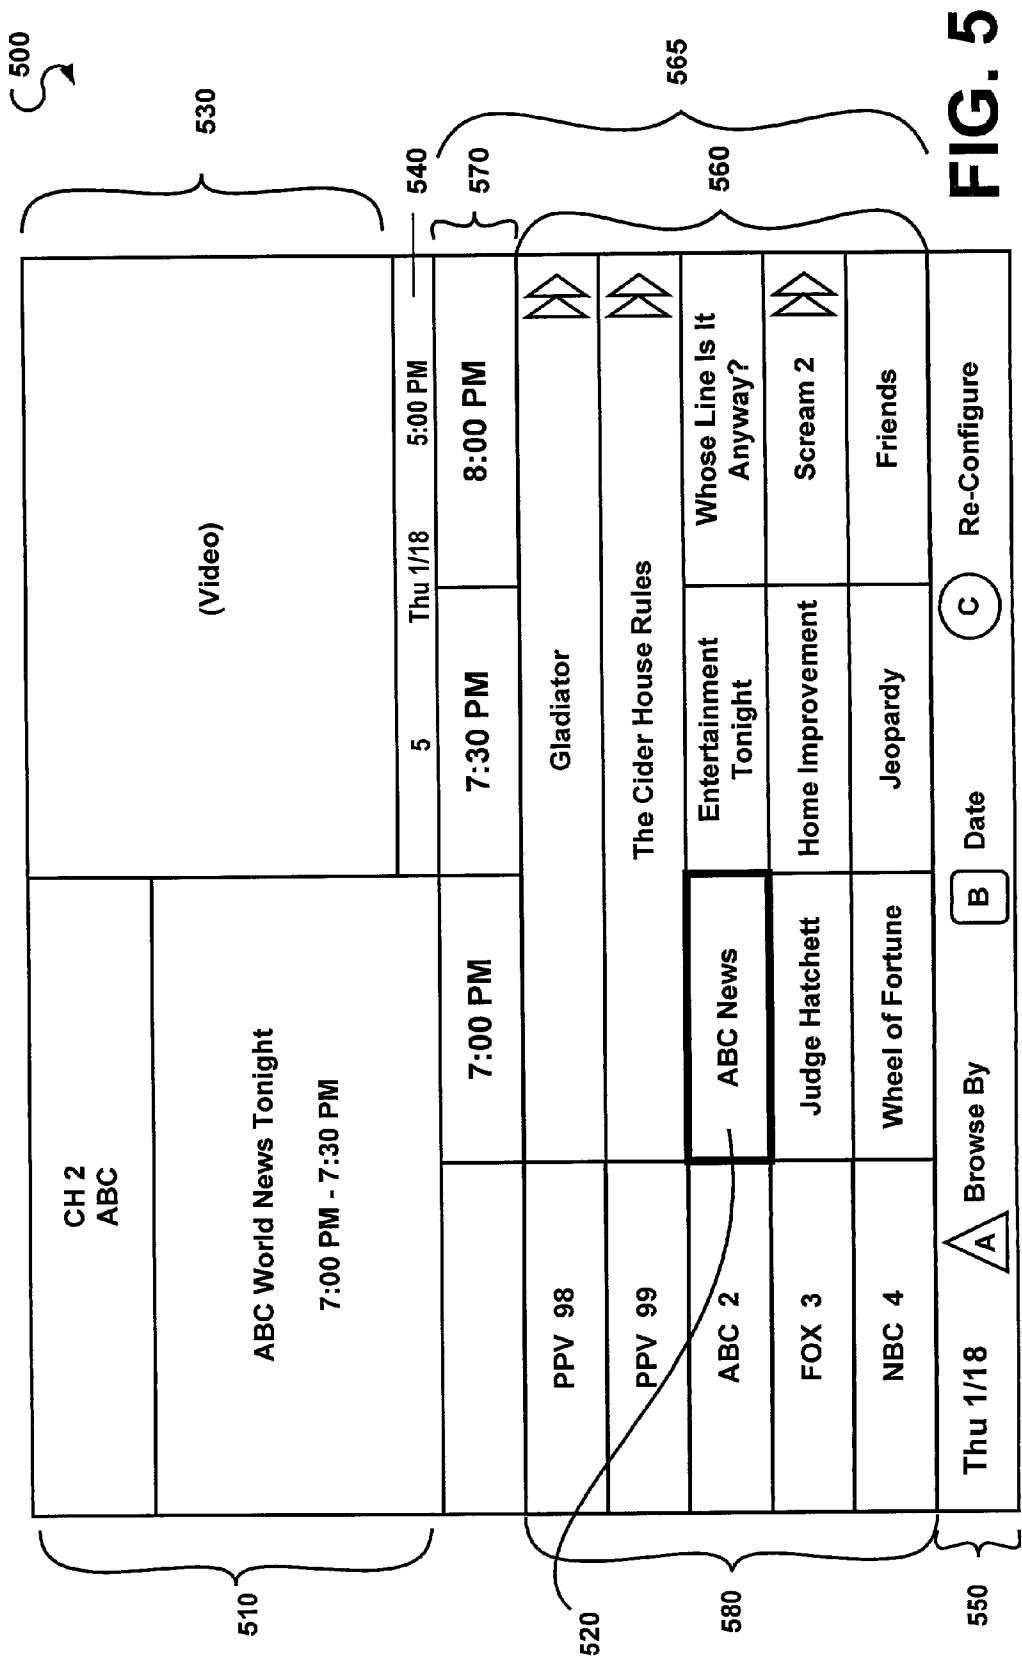 500
530
CH 2
ABC
(Video)
ABC World News Tonight
7:00 PM - 7:30 PM
510
5 Thu 1/18 5:00 PM
540
7:00 PM 7:30 PM 8:00 PM
570
565
PPV 98 Gladiator
PPV 99 The Cider House Rules
ABC 2 ABC News Entertainment Tonight Whose Line Is It Anyway?
FOX 3 Judge Hatchett Home Improvement Scream 2
NBC 4 Wheel of Fortune Jeopardy Friends
520
580
560
Thu 1/18 A Browse By B Date C Re-Configure
550
FIG. 5